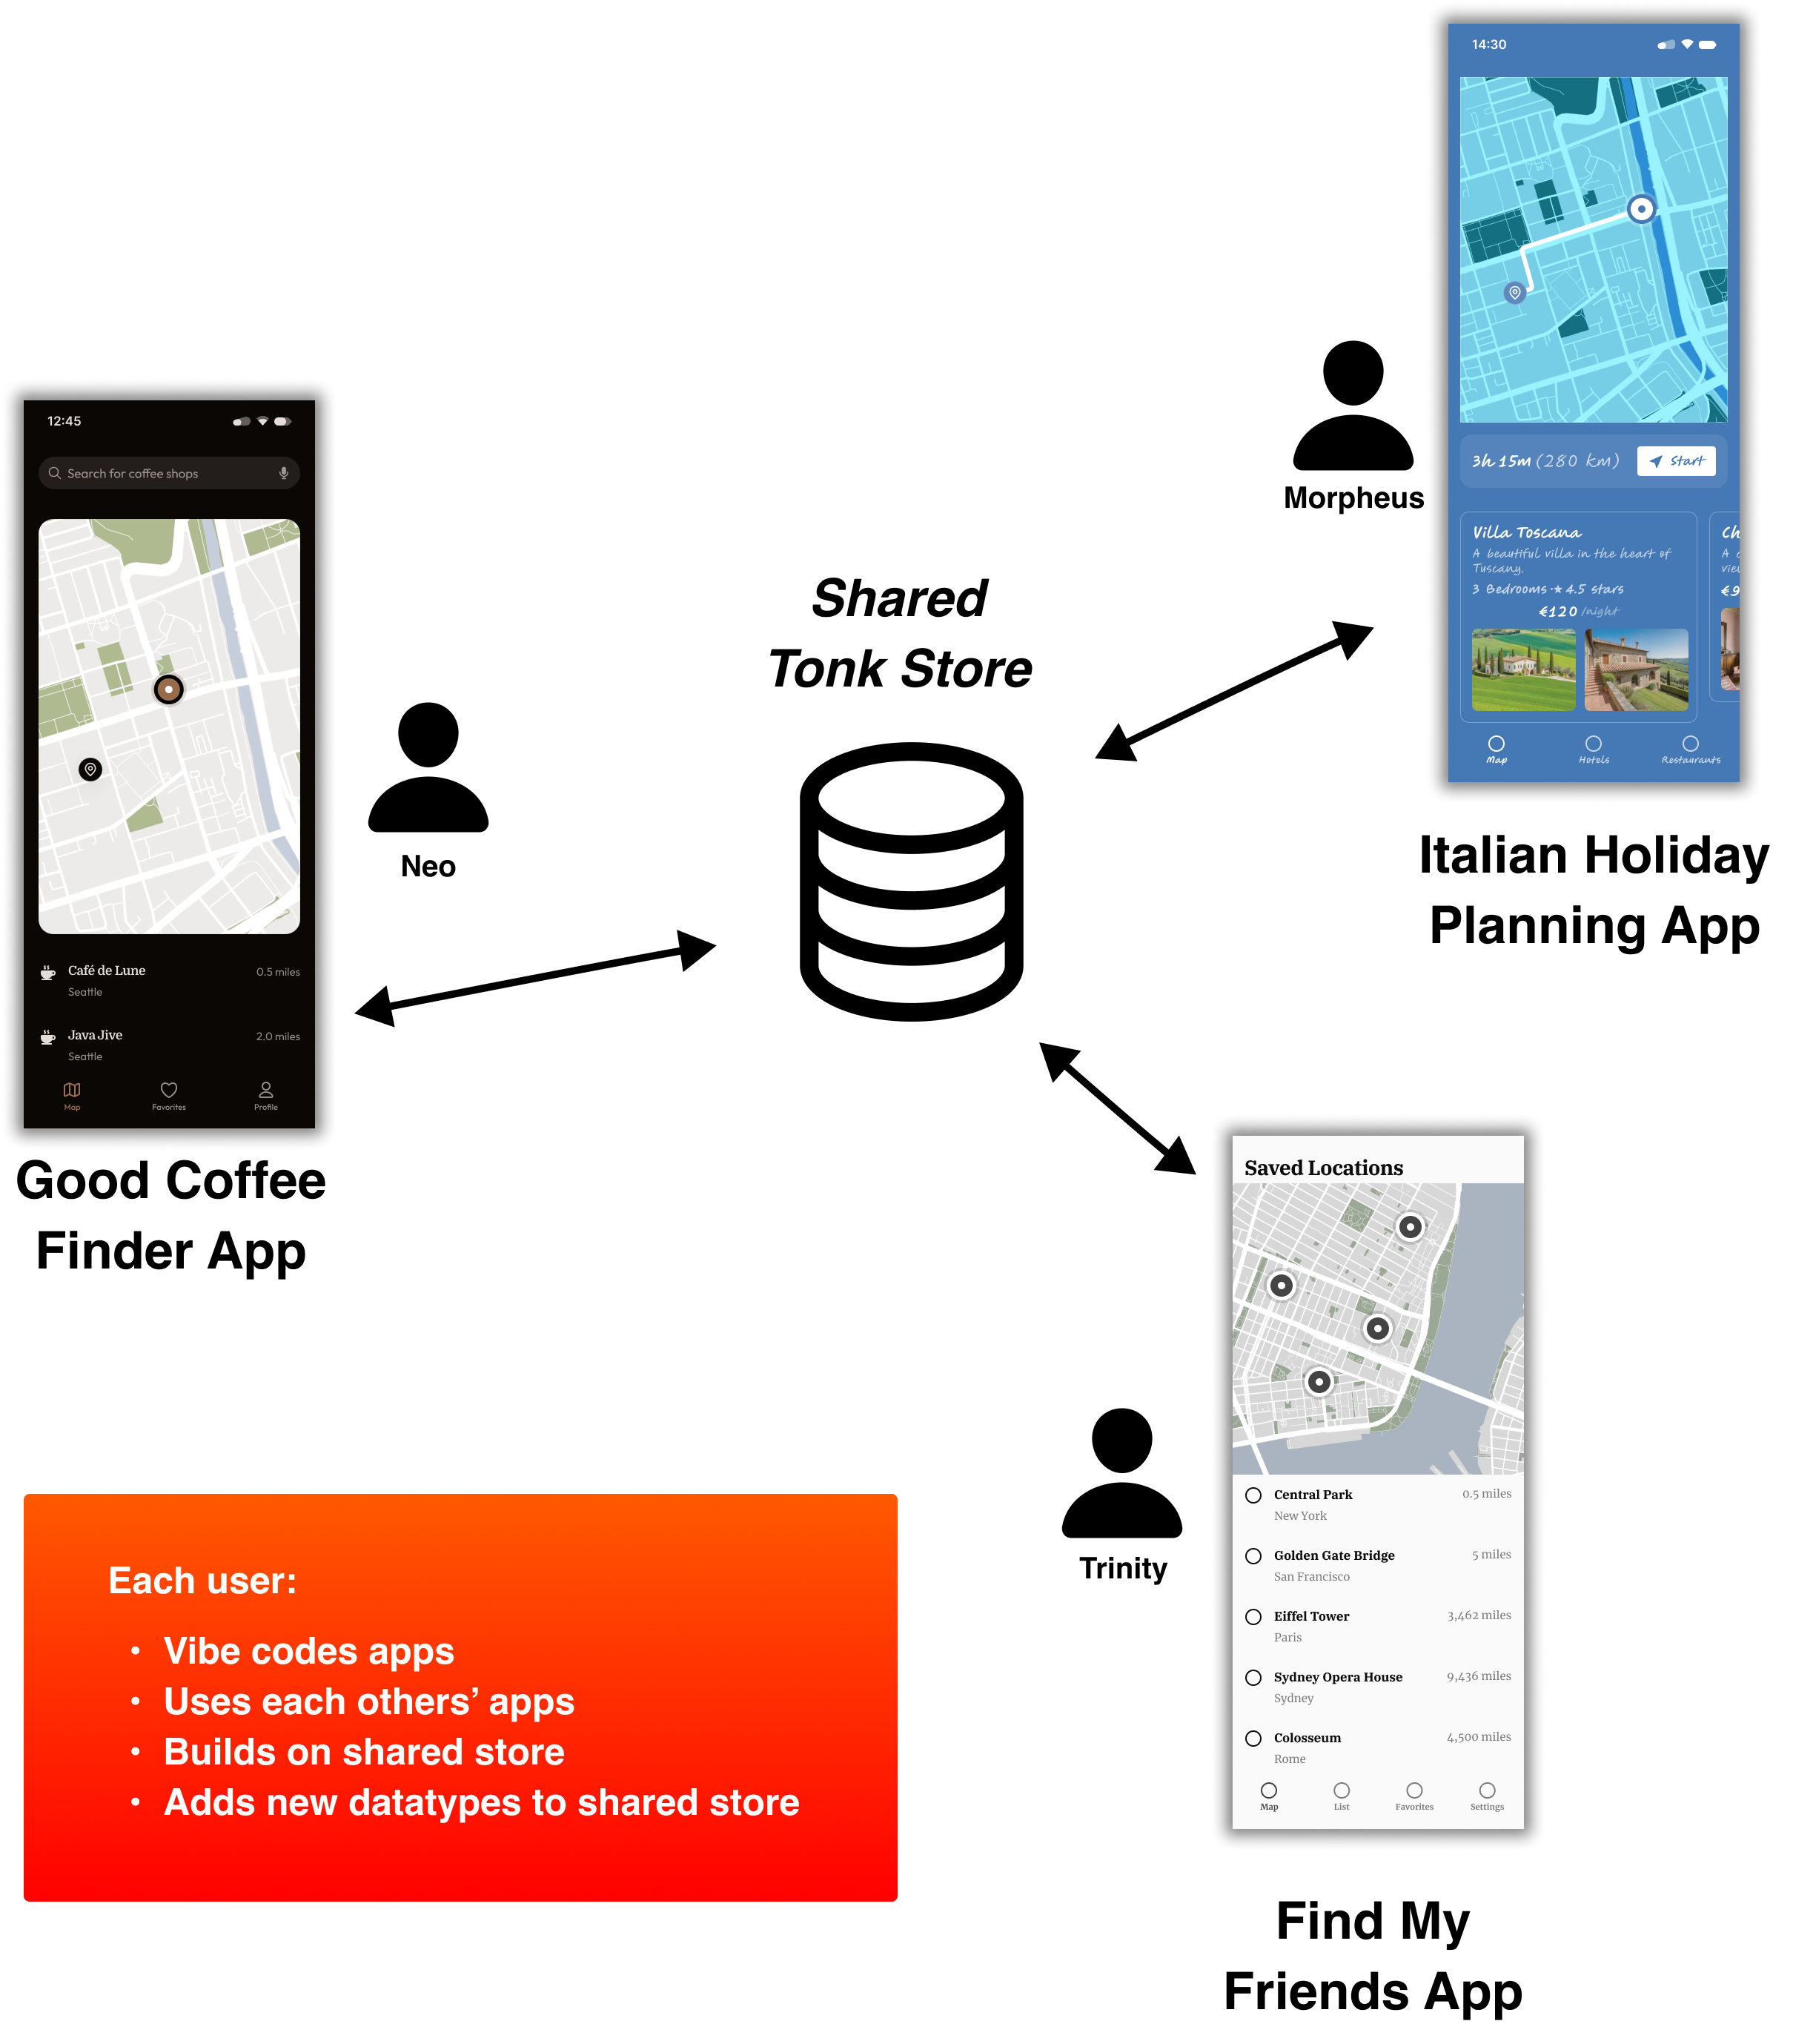 14:30
3h 15m (280 km)
Start
Villa Toscana
A beautiful villa in the heart of
Tuscany.
3 Bedrooms · ★ 4.5 stars
€120 /night
Ch
A
vie
€9
Map
Hotels
Restaurants
Morpheus
Italian Holiday
Planning App
12:45
Search for coffee shops
Café de Lune
0.5 miles
Seattle
Java Jive
2.0 miles
Seattle
Map
Favorites
Profile
Neo
Good Coffee
Finder App
Shared
Tonk Store
Saved Locations
Central Park
0.5 miles
New York
Golden Gate Bridge
5 miles
San Francisco
Eiffel Tower
3,462 miles
Paris
Sydney Opera House
9,436 miles
Sydney
Colosseum
4,500 miles
Rome
Map
List
Favorites
Settings
Trinity
Find My
Friends App
Each user:
• Vibe codes apps
• Uses each others’ apps
• Builds on shared store
• Adds new datatypes to shared store